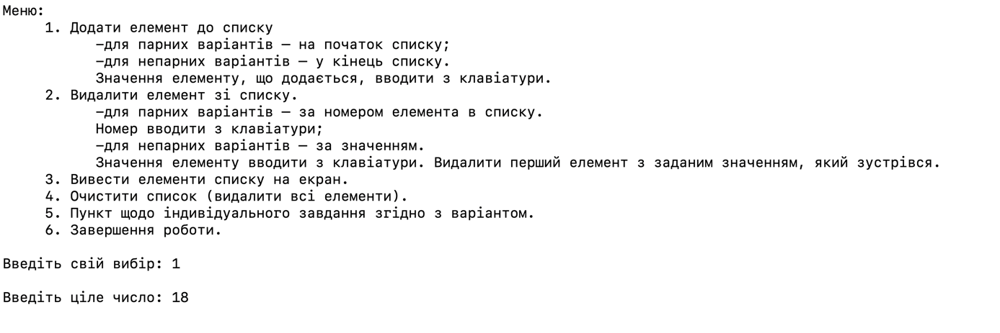 Меню:
1. Додати елемент до списку
–для парних варіантів – на початок списку;
–для непарних варіантів – у кінець списку.
Значення елементу, що додається, вводити з клавіатури.
2. Видалити елемент зі списку.
–для парних варіантів – за номером елемента в списку.
Номер вводити з клавіатури;
–для непарних варіантів – за значенням.
Значення елементу вводити з клавіатури. Видалити перший елемент з заданим значенням, який зустрівся.
3. Вивести елементи списку на екран.
4. Очистити список (видалити всі елементи).
5. Пункт щодо індивідуального завдання згідно з варіантом.
6. Завершення роботи.
Введіть свій вибір: 1
Введіть ціле число: 18